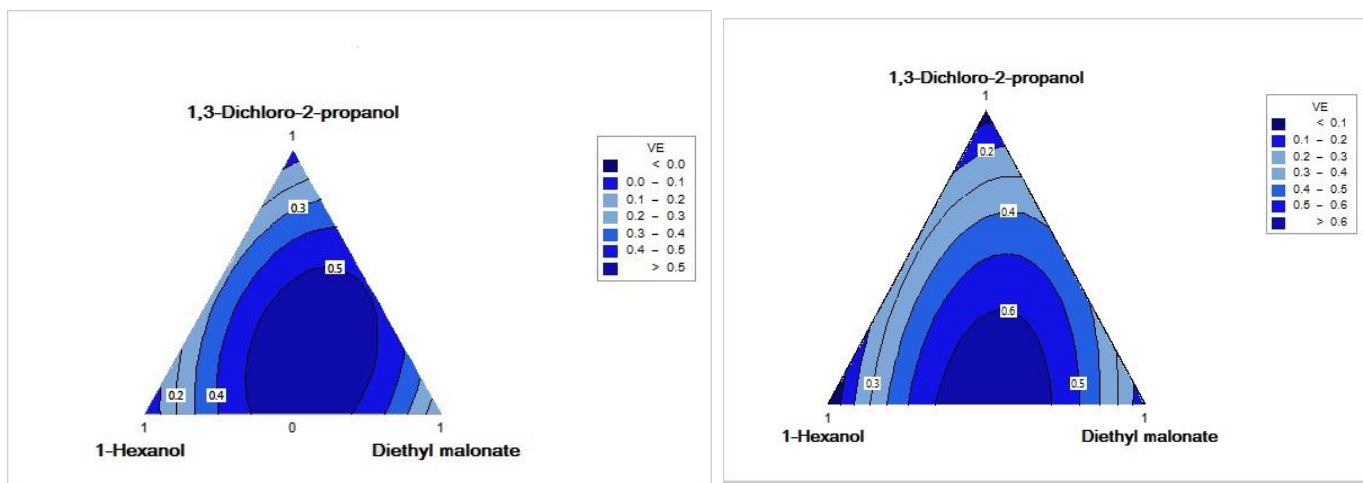 1,3-Dichloro-2-propanol
1
VE
< 0.0
0.0 – 0.1
0.1 – 0.2
0.2 – 0.3
0.3 – 0.4
0.4 – 0.5
> 0.5
0.3
0.5
0.2
0.4
1
0
1
1-Hexanol
Diethyl malonate
1,3-Dichloro-2-propanol
1
VE
< 0.1
0.1 – 0.2
0.2 – 0.3
0.3 – 0.4
0.4 – 0.5
0.5 – 0.6
> 0.6
0.2
0.4
0.6
0.3
0.5
1
1
1-Hexanol
Diethyl malonate